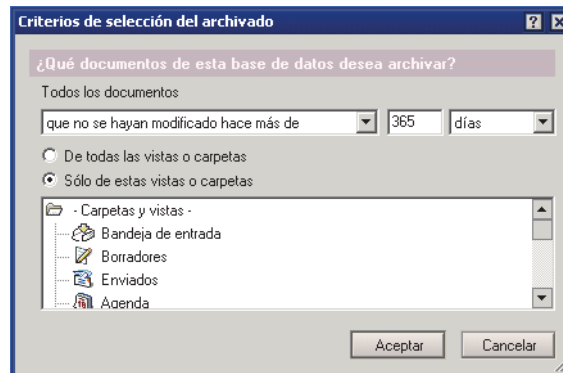 Criterios de selección del archivado
¿Qué documentos de esta base de datos desea archivar?
Todos los documentos
que no se hayan modificado hace más de 365 días
De todas las vistas o carpetas
Sólo de estas vistas o carpetas
- Carpetas y vistas -
Bandeja de entrada
Borradores
Enviados
Agenda
Aceptar Cancelar